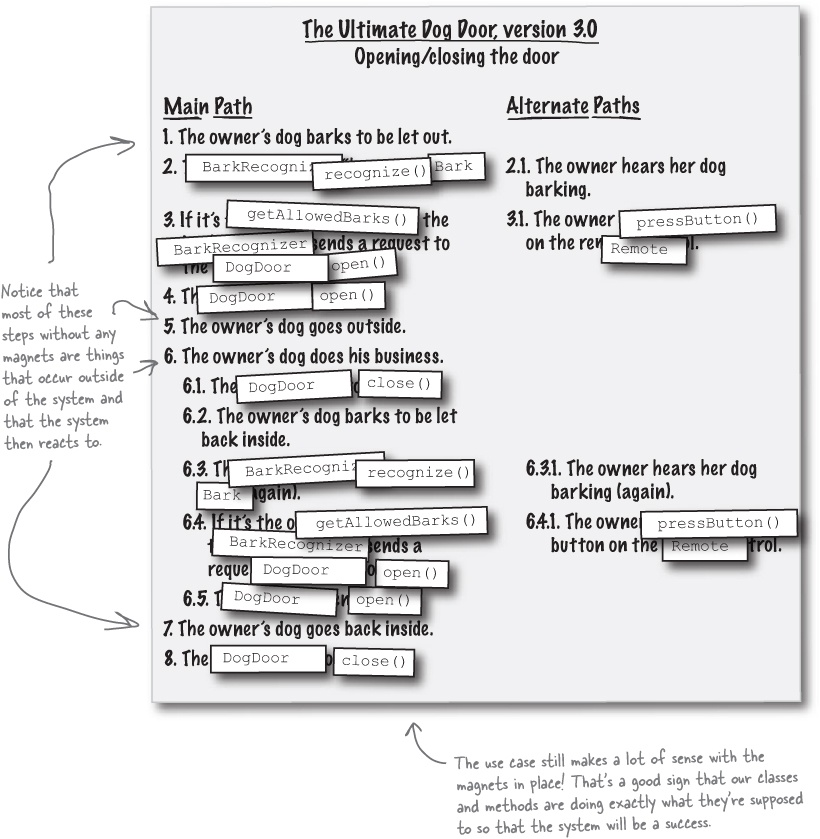 The Ultimate Dog Door, version 3.0
Opening/closing the door
Main Path
1. The owner's dog barks to be let out.
2. BarkRecogniz recognize() Bark
3. If it's getAllowedBarks() the
BarkRecognizer sends a request to
the DogDoor open()
4. Th DogDoor open()
5. The owner's dog goes outside.
6. The owner's dog does his business.
6.1. The DogDoor close()
6.2. The owner's dog barks to be let
back inside.
6.3. Th BarkRecogniz recognize()
Bark again).
6.4. If it's the o getAllowedBarks()
t BarkRecognizer sends a
reque DogDoor open()
6.5. T DogDoor en open()
7. The owner's dog goes back inside.
8. The DogDoor close()
Alternate Paths
2.1. The owner hears her dog
barking.
3.1. The owner pressButton()
on the rem Remote l.
6.3.1. The owner hears her dog
barking (again).
6.4.1. The owne pressButton()
button on the Remote trol.
Notice that
most of these
steps without any
magnets are things
that occur outside
of the system and
that the system
then reacts to.
The use case still makes a lot of sense with the
magnets in place! That's a good sign that our classes
and methods are doing exactly what they're supposed
to so that the system will be a success.